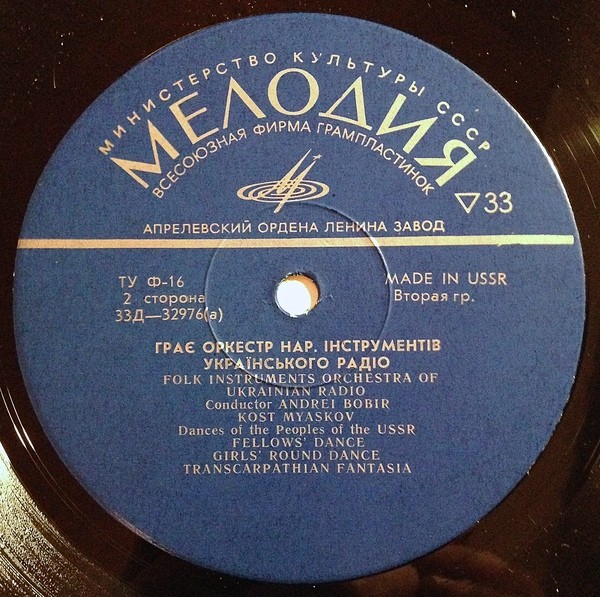 МИНИСТЕРСТВО КУЛЬТУРЫ СССР
МЕЛОДИЯ
ВСЕСОЮЗНАЯ ФИРМА ГРАМПЛАСТИНОК
▽33
АПРЕЛЕВСКИЙ ОРДЕНА ЛЕНИНА ЗАВОД
ТУ Ф-16
2 сторона
33Д—32976(а)
MADE IN USSR
Вторая гр.
ГРАЄ ОРКЕСТР НАР. ІНСТРУМЕНТІВ
УКРАЇНСЬКОГО РАДІО
FOLK INSTRUMENTS ORCHESTRA OF
UKRAINIAN RADIO
Conductor ANDREI BOBIR
KOST MYASKOV
Dances of the Peoples of the USSR
FELLOWS' DANCE
GIRLS' ROUND DANCE
TRANSCARPATHIAN FANTASIA